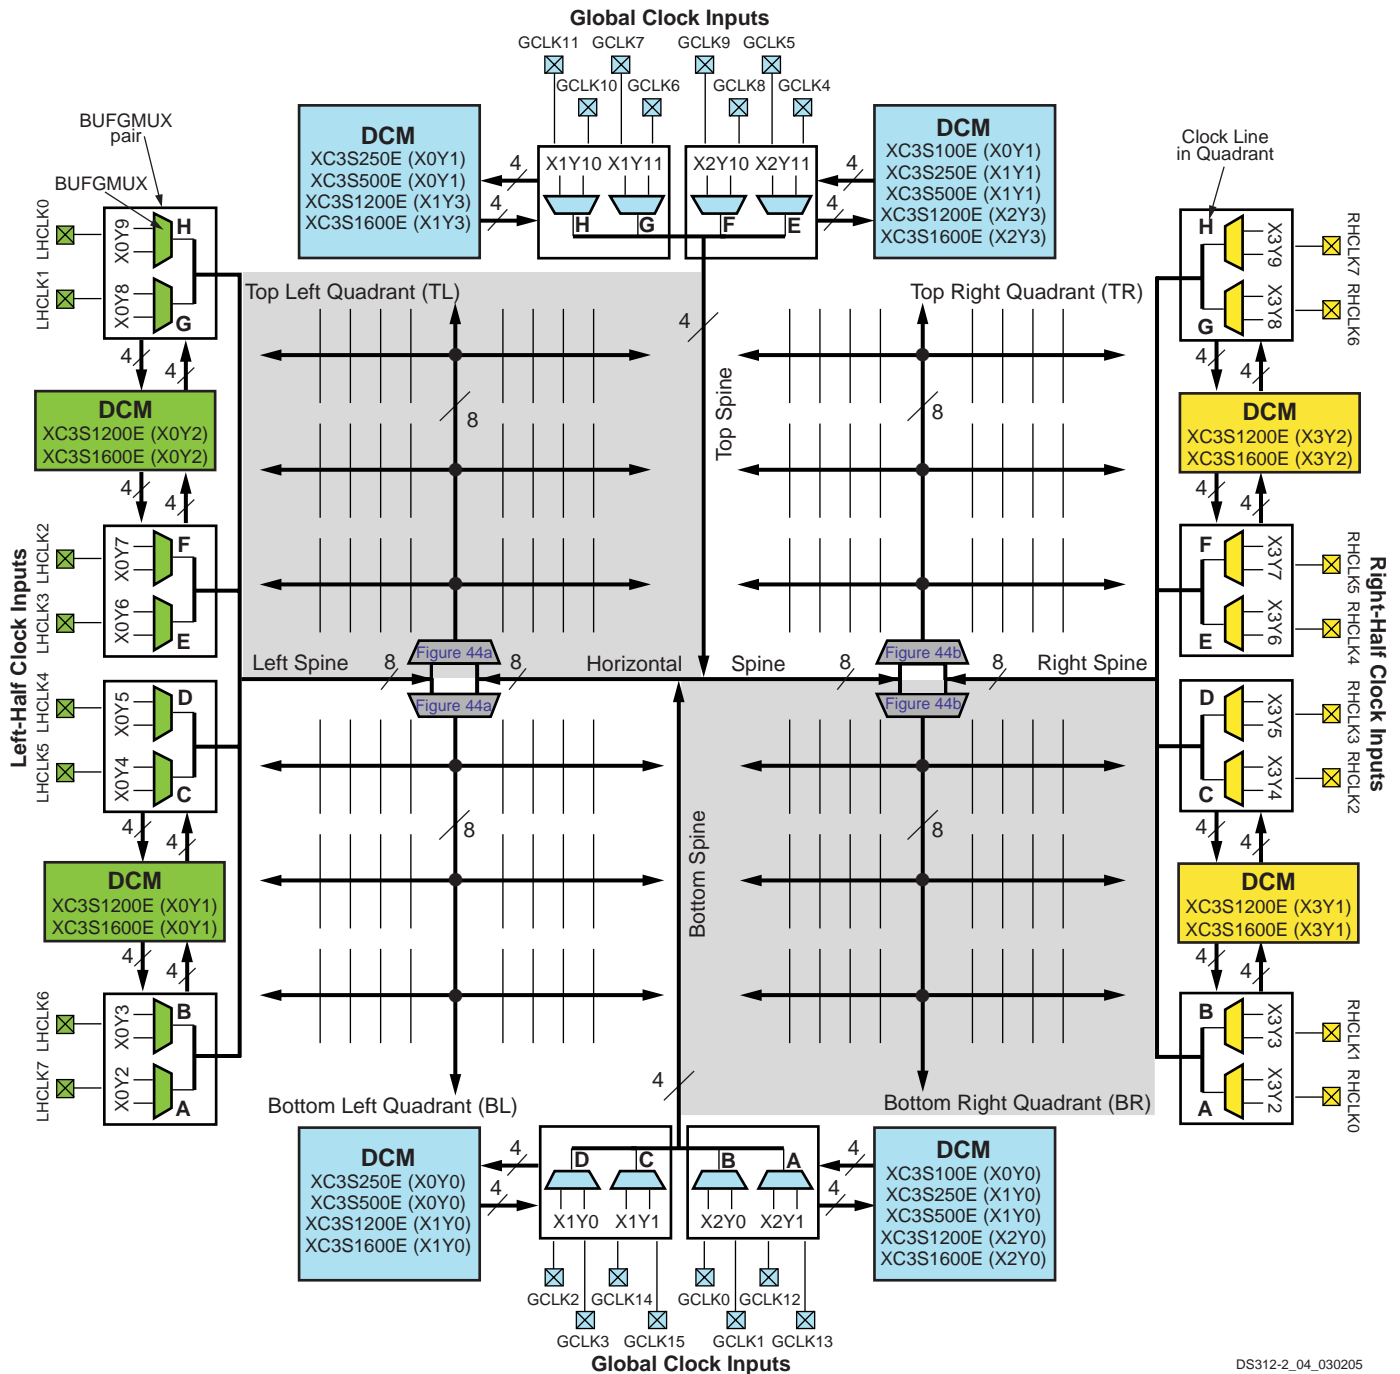 Global Clock Inputs
GCLK11 GCLK7 GCLK9 GCLK5
GCLK10 GCLK6 GCLK8 GCLK4
BUFGMUX
pair
BUFGMUX
Clock Line
in Quadrant
DCM
XC3S250E (X0Y1)
XC3S500E (X0Y1)
XC3S1200E (X1Y3)
XC3S1600E (X1Y3)
4
4
X1Y10 X1Y11
H G
X2Y10 X2Y11
F E
4
4
DCM
XC3S100E (X0Y1)
XC3S250E (X1Y1)
XC3S500E (X1Y1)
XC3S1200E (X2Y3)
XC3S1600E (X2Y3)
Left-Half Clock Inputs
LHCLK0
LHCLK1
X0Y9
H
X0Y8
G
4
4
DCM
XC3S1200E (X0Y2)
XC3S1600E (X0Y2)
4
4
LHCLK2
LHCLK3
X0Y7
F
X0Y6
E
LHCLK4
LHCLK5
X0Y5
D
X0Y4
C
4
4
DCM
XC3S1200E (X0Y1)
XC3S1600E (X0Y1)
4
4
LHCLK6
LHCLK7
X0Y3
B
X0Y2
A
Top Left Quadrant (TL)
8
Top Spine
4
Top Right Quadrant (TR)
8
Figure 44a
Figure 44b
Left Spine
8
8
Horizontal
Spine
8
8
Right Spine
Figure 44a
Figure 44b
8
Bottom Spine
4
8
Bottom Left Quadrant (BL)
Bottom Right Quadrant (BR)
Right-Half Clock Inputs
H
X3Y9
RHCLK7
G
X3Y8
RHCLK6
4
4
DCM
XC3S1200E (X3Y2)
XC3S1600E (X3Y2)
4
4
F
X3Y7
RHCLK5
E
X3Y6
RHCLK4
D
X3Y5
RHCLK3
C
X3Y4
RHCLK2
4
4
DCM
XC3S1200E (X3Y1)
XC3S1600E (X3Y1)
4
4
B
X3Y3
RHCLK1
A
X3Y2
RHCLK0
DCM
XC3S250E (X0Y0)
XC3S500E (X0Y0)
XC3S1200E (X1Y0)
XC3S1600E (X1Y0)
4
4
D C
X1Y0 X1Y1
B A
X2Y0 X2Y1
4
4
DCM
XC3S100E (X0Y0)
XC3S250E (X1Y0)
XC3S500E (X1Y0)
XC3S1200E (X2Y0)
XC3S1600E (X2Y0)
GCLK2 GCLK14 GCLK0 GCLK12
GCLK3 GCLK15 GCLK1 GCLK13
Global Clock Inputs
DS312-2_04_030205